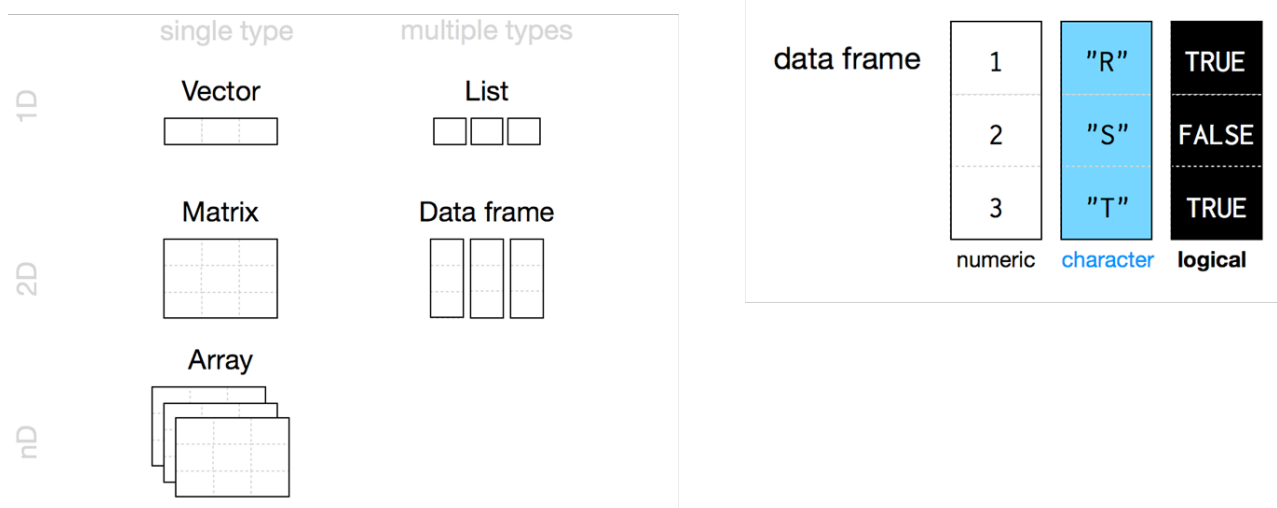 single type multiple types
1D
Vector List
2D
Matrix Data frame
nD
Array
data frame
1 "R" TRUE
2 "S" FALSE
3 "T" TRUE
numeric character logical